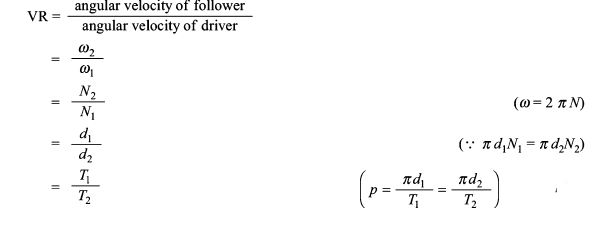 VR = angular velocity of follower / angular velocity of driver
= ω₂ / ω₁
= N₂ / N₁ (ω = 2 π N)
= d₁ / d₂ (∵ π d₁N₁ = π d₂N₂)
= T₁ / T₂ (p = πd₁ / T₁ = πd₂ / T₂)